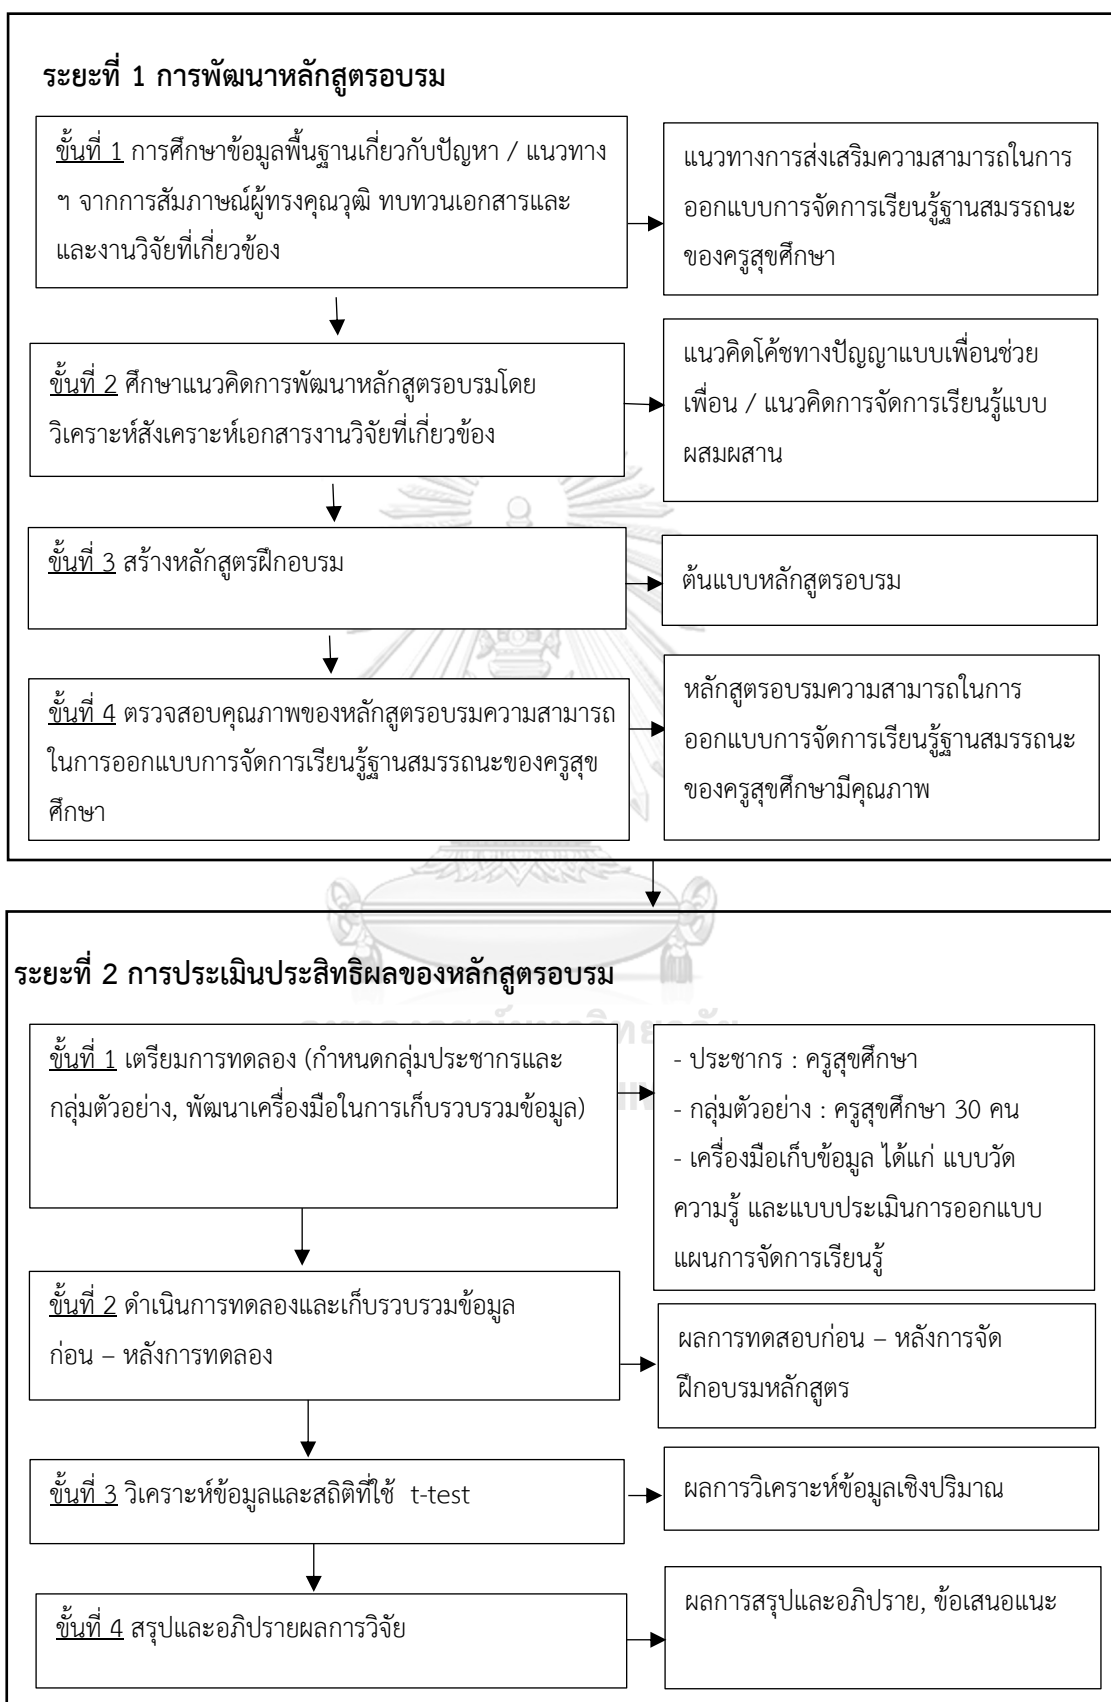 ระยะที่ 1 การพัฒนาหลักสูตรอบรม
ขั้นที่ 1 การศึกษาข้อมูลพื้นฐานเกี่ยวกับปัญหา / แนวทาง
ฯ จากการสัมภาษณ์ผู้ทรงคุณวุฒิ ทบทวนเอกสารและ
และงานวิจัยที่เกี่ยวข้อง
แนวทางการส่งเสริมความสามารถในการ
ออกแบบการจัดการเรียนรู้ฐานสมรรถนะ
ของครูสุขศึกษา
ขั้นที่ 2 ศึกษาแนวคิดการพัฒนาหลักสูตรอบรมโดย
วิเคราะห์สังเคราะห์เอกสารงานวิจัยที่เกี่ยวข้อง
แนวคิดโค้ชทางปัญญาแบบเพื่อนช่วย
เพื่อน / แนวคิดการจัดการเรียนรู้แบบ
ผสมผสาน
ขั้นที่ 3 สร้างหลักสูตรฝึกอบรม
ต้นแบบหลักสูตรอบรม
ขั้นที่ 4 ตรวจสอบคุณภาพของหลักสูตรอบรมความสามารถ
ในการออกแบบการจัดการเรียนรู้ฐานสมรรถนะของครูสุข
ศึกษา
หลักสูตรอบรมความสามารถในการ
ออกแบบการจัดการเรียนรู้ฐานสมรรถนะ
ของครูสุขศึกษามีคุณภาพ
ระยะที่ 2 การประเมินประสิทธิผลของหลักสูตรอบรม
ขั้นที่ 1 เตรียมการทดลอง (กำหนดกลุ่มประชากรและ
กลุ่มตัวอย่าง, พัฒนาเครื่องมือในการเก็บรวบรวมข้อมูล)
- ประชากร : ครูสุขศึกษา
- กลุ่มตัวอย่าง : ครูสุขศึกษา 30 คน
- เครื่องมือเก็บข้อมูล ได้แก่ แบบวัด
ความรู้ และแบบประเมินการออกแบบ
แผนการจัดการเรียนรู้
ขั้นที่ 2 ดำเนินการทดลองและเก็บรวบรวมข้อมูล
ก่อน – หลังการทดลอง
ผลการทดสอบก่อน – หลังการจัด
ฝึกอบรมหลักสูตร
ขั้นที่ 3 วิเคราะห์ข้อมูลและสถิติที่ใช้ t-test
ผลการวิเคราะห์ข้อมูลเชิงปริมาณ
ขั้นที่ 4 สรุปและอภิปรายผลการวิจัย
ผลการสรุปและอภิปราย, ข้อเสนอแนะ